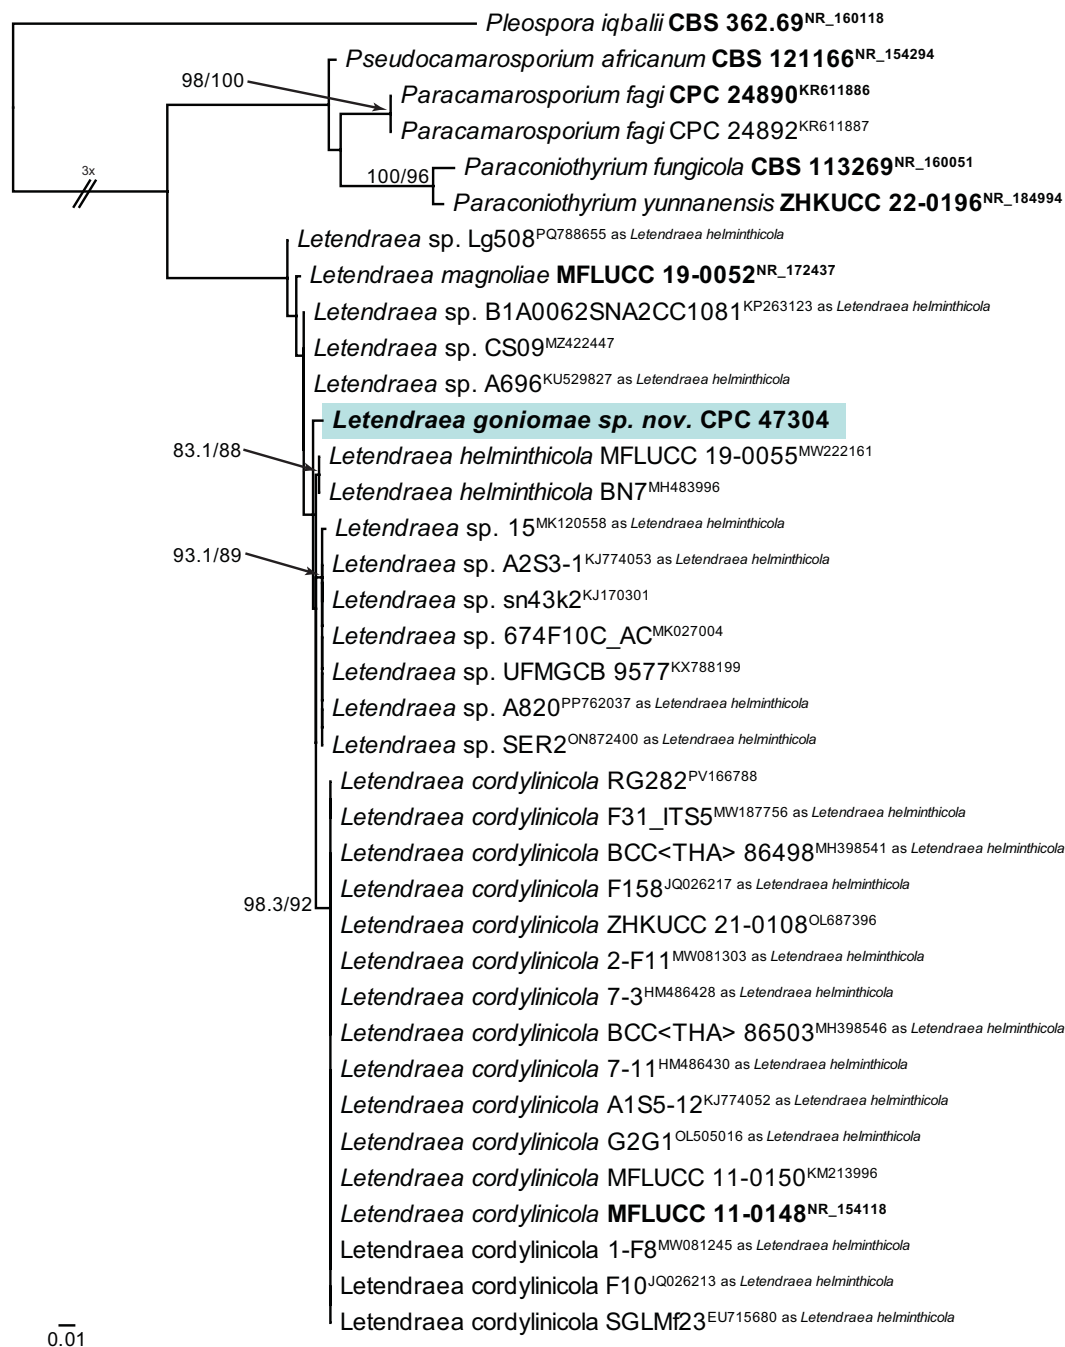 Pleospora iqbalii CBS 362.69NR_160118
Pseudocamarosporium africanum CBS 121166NR_154294
98/100
Paracamarosporium fagi CPC 24890KR611886
Paracamarosporium fagi CPC 24892KR611887
3x
Paraconiothyrium fungicola CBS 113269NR_160051
100/96
Paraconiothyrium yunnanensis ZHKUCC 22-0196NR_184994
Letendraea sp. Lg508PQ788655 as Letendraea helminthicola
Letendraea magnoliae MFLUCC 19-0052NR_172437
Letendraea sp. B1A0062SNA2CC1081KP263123 as Letendraea helminthicola
Letendraea sp. CS09MZ422447
Letendraea sp. A696KU529827 as Letendraea helminthicola
Letendraea goniomae sp. nov. CPC 47304
83.1/88
Letendraea helminthicola MFLUCC 19-0055MW222161
Letendraea helminthicola BN7MH483996
Letendraea sp. 15MK120558 as Letendraea helminthicola
93.1/89
Letendraea sp. A2S3-1KJ774053 as Letendraea helminthicola
Letendraea sp. sn43k2KJ170301
Letendraea sp. 674F10C_ACMK027004
Letendraea sp. UFMGCB 9577KX788199
Letendraea sp. A820PP762037 as Letendraea helminthicola
Letendraea sp. SER2ON872400 as Letendraea helminthicola
Letendraea cordylinicola RG282PV166788
Letendraea cordylinicola F31_ITS5MW187756 as Letendraea helminthicola
Letendraea cordylinicola BCC<THA> 86498MH398541 as Letendraea helminthicola
Letendraea cordylinicola F158JQ026217 as Letendraea helminthicola
98.3/92
Letendraea cordylinicola ZHKUCC 21-0108OL687396
Letendraea cordylinicola 2-F11MW081303 as Letendraea helminthicola
Letendraea cordylinicola 7-3HM486428 as Letendraea helminthicola
Letendraea cordylinicola BCC<THA> 86503MH398546 as Letendraea helminthicola
Letendraea cordylinicola 7-11HM486430 as Letendraea helminthicola
Letendraea cordylinicola A1S5-12KJ774052 as Letendraea helminthicola
Letendraea cordylinicola G2G1OL505016 as Letendraea helminthicola
Letendraea cordylinicola MFLUCC 11-0150KM213996
Letendraea cordylinicola MFLUCC 11-0148NR_154118
Letendraea cordylinicola 1-F8MW081245 as Letendraea helminthicola
Letendraea cordylinicola F10JQ026213 as Letendraea helminthicola
Letendraea cordylinicola SGLMf23EU715680 as Letendraea helminthicola
0.01